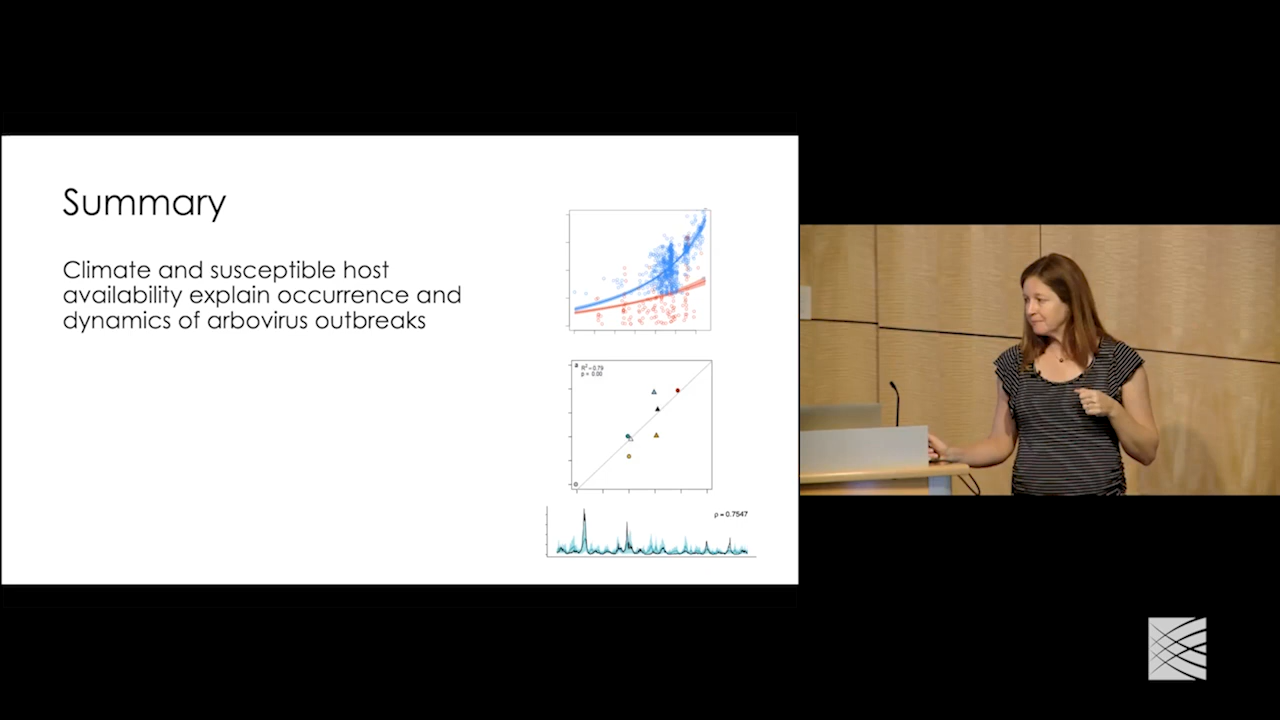 Summary
Climate and susceptible host
availability explain occurrence and
dynamics of arbovirus outbreaks
a
R² = 0.79
p = 0.00
ρ = 0.7547